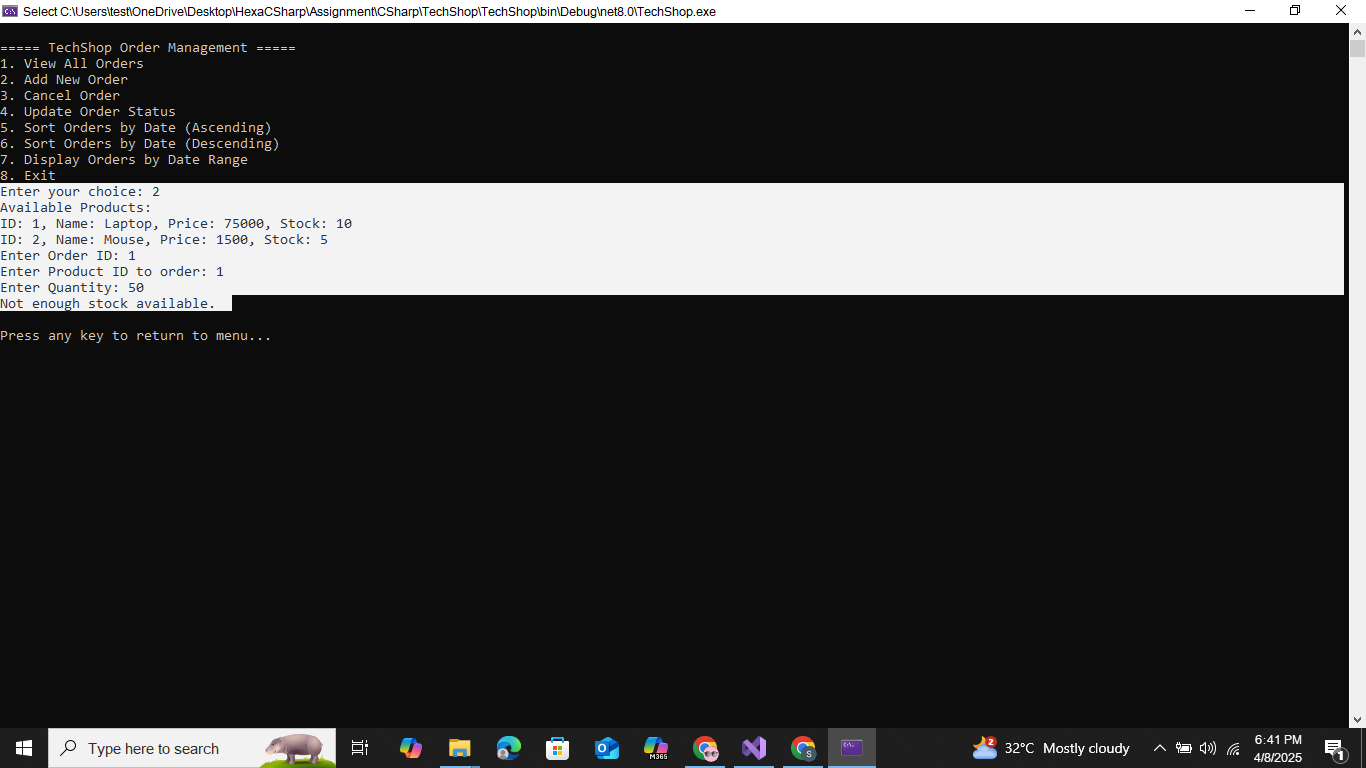 Select C:\Users\test\OneDrive\Desktop\HexaCSharp\Assignment\CSharp\TechShop\TechShop\bin\Debug\net8.0\TechShop.exe
===== TechShop Order Management =====
1. View All Orders
2. Add New Order
3. Cancel Order
4. Update Order Status
5. Sort Orders by Date (Ascending)
6. Sort Orders by Date (Descending)
7. Display Orders by Date Range
8. Exit
Enter your choice: 2
Available Products:
ID: 1, Name: Laptop, Price: 75000, Stock: 10
ID: 2, Name: Mouse, Price: 1500, Stock: 5
Enter Order ID: 1
Enter Product ID to order: 1
Enter Quantity: 50
Not enough stock available.
Press any key to return to menu...
Type here to search
M365
S
2
32°C Mostly cloudy
6:41 PM
4/8/2025
1